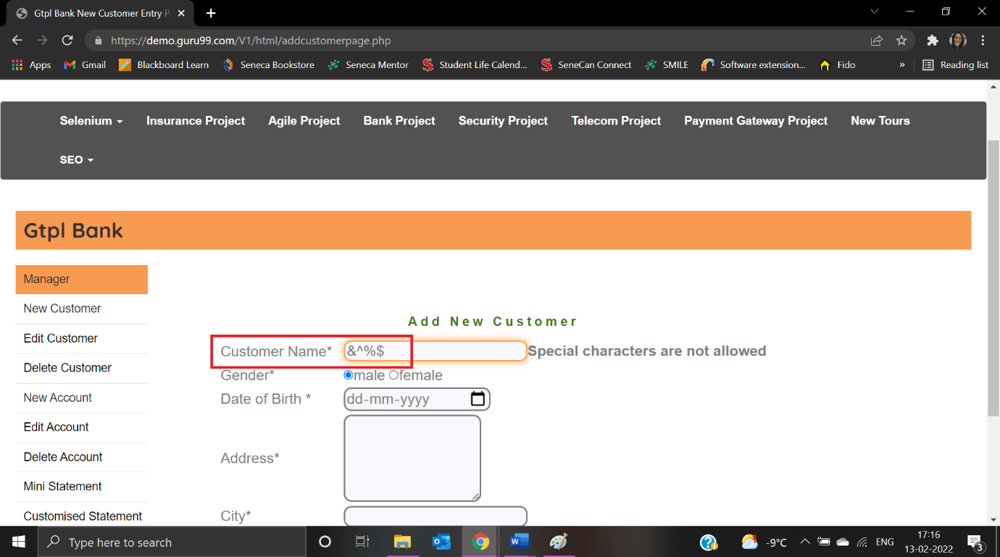 Gtpl Bank New Customer Entry P
https://demo.guru99.com/V1/html/addcustomerpage.php
Apps Gmail Blackboard Learn Seneca Bookstore Seneca Mentor Student Life Calend... SeneCan Connect SMILE Software extension... Fido » Reading list
Selenium Insurance Project Agile Project Bank Project Security Project Telecom Project Payment Gateway Project New Tours
SEO
Gtpl Bank
Manager
New Customer
Edit Customer
Delete Customer
New Account
Edit Account
Delete Account
Mini Statement
Customised Statement
Add New Customer
Customer Name* &^%$ Special characters are not allowed
Gender* male female
Date of Birth * dd-mm-yyyy
Address*
City*
Type here to search
-9°C ENG 17:16
13-02-2022 3